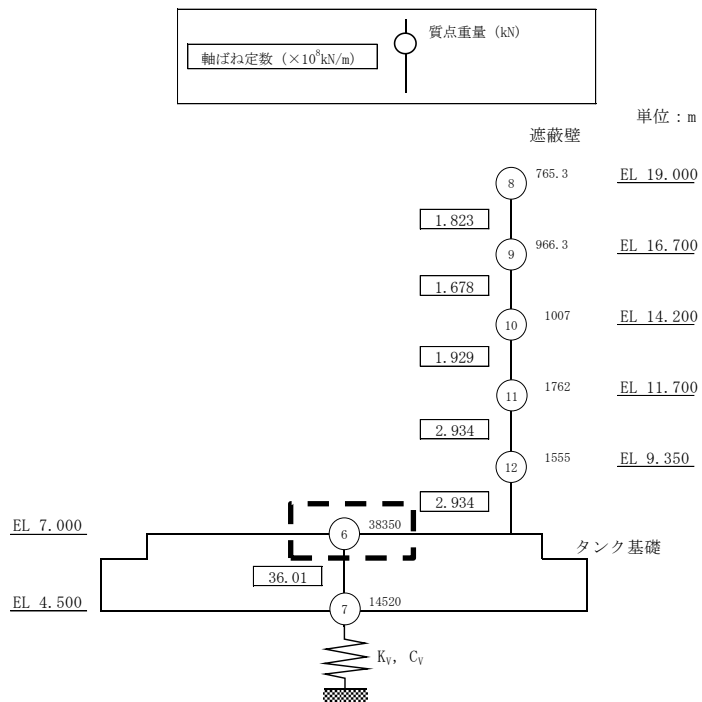 質点重量 (kN)
軸ばね定数 (×10⁸kN/m)
単位:m
遮蔽壁
8 765.3 EL 19.000
1.823
9 966.3 EL 16.700
1.678
10 1007 EL 14.200
1.929
11 1762 EL 11.700
2.934
12 1555 EL 9.350
2.934
EL 7.000 6 38350
タンク基礎
36.01
EL 4.500 7 14520
Kᵥ, Cᵥ